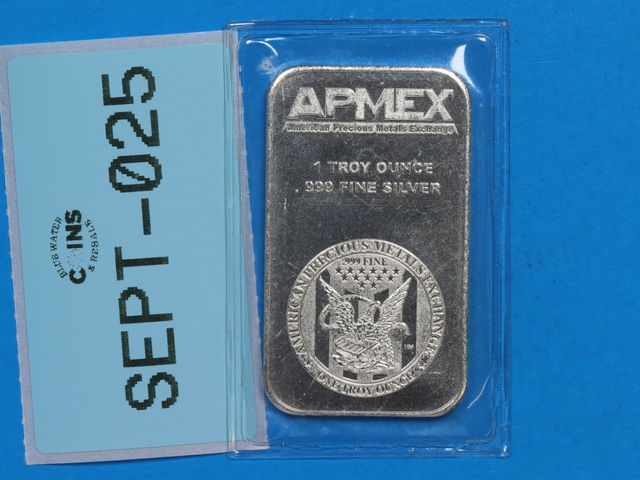 SEPT-025
BLUE WATER
COINS
& REBALS
APMEX
American Precious Metals Exchange
1 TROY OUNCE
.999 FINE SILVER
AMERICAN PRECIOUS METALS EXCHANGE
.999 FINE
ONE TROY OUNCE